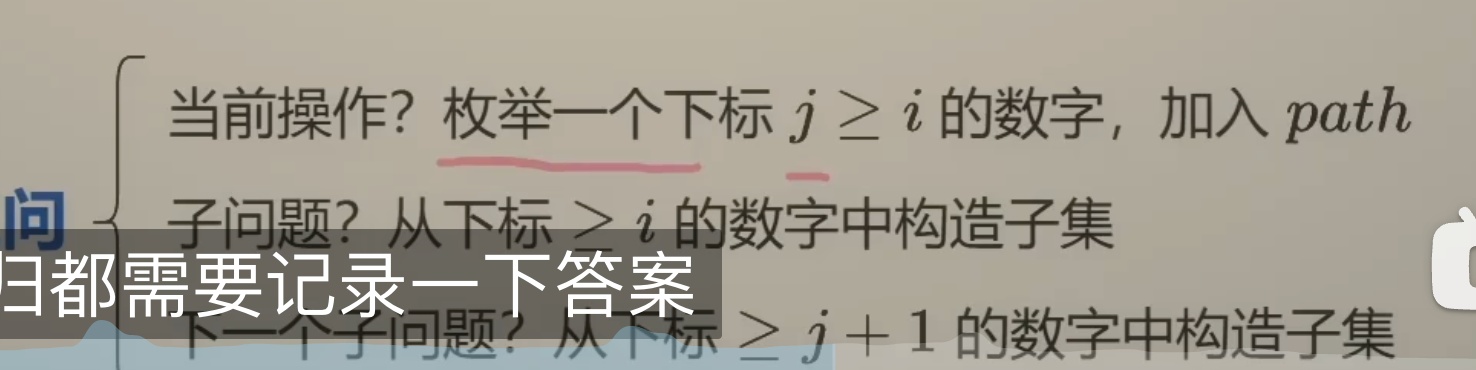 当前操作？枚举一个下标 j ≥ i 的数字，加入 path
问
子问题？从下标 ≥ i 的数字中构造子集
归都需要记录一下答案
下一个子问题？从下标 ≥ j + 1 的数字中构造子集